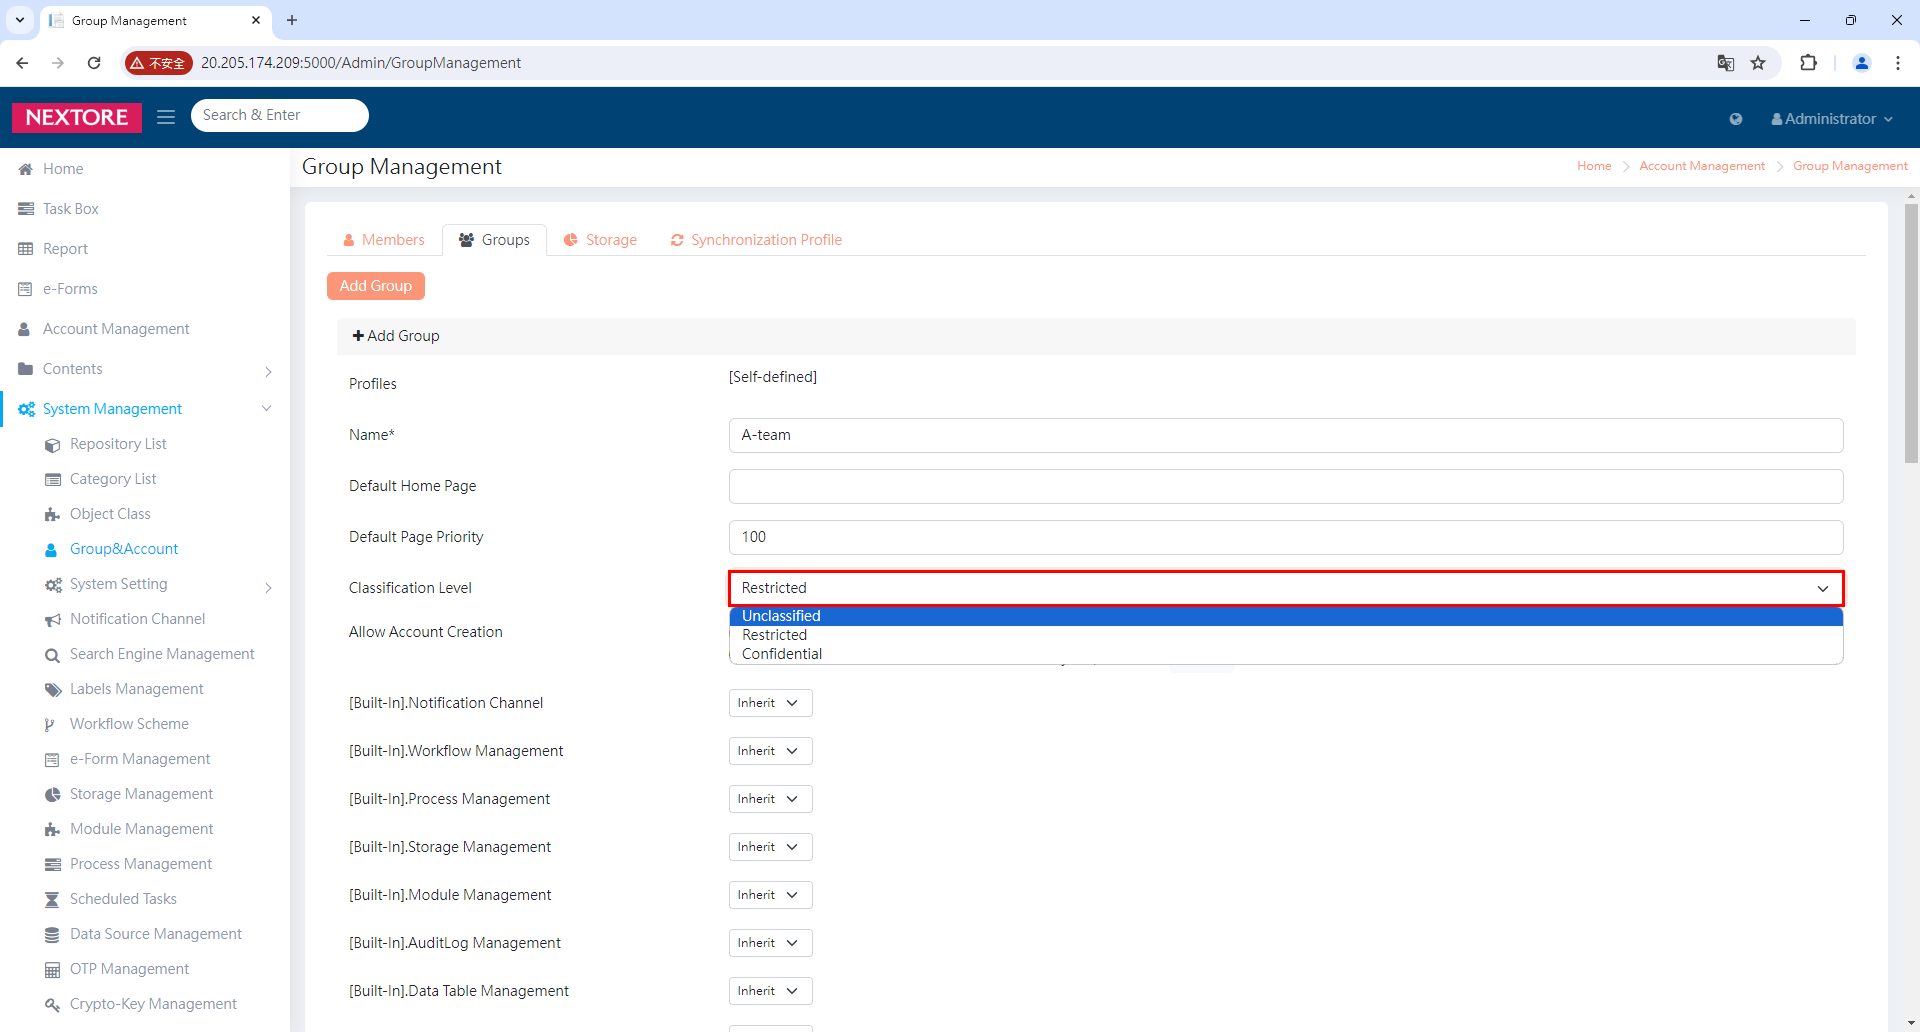 Group Management
不安全
20.205.174.209:5000/Admin/GroupManagement
NEXTORE
Search & Enter
Administrator
Home
Task Box
Report
e-Forms
Account Management
Contents
System Management
Repository List
Category List
Object Class
Group&Account
System Setting
Notification Channel
Search Engine Management
Labels Management
Workflow Scheme
e-Form Management
Storage Management
Module Management
Process Management
Scheduled Tasks
Data Source Management
OTP Management
Crypto-Key Management
Group Management
Home > Account Management > Group Management
Members
Groups
Storage
Synchronization Profile
Add Group
Add Group
Profiles
[Self-defined]
Name*
A-team
Default Home Page
Default Page Priority
100
Classification Level
Restricted
Unclassified
Restricted
Confidential
Allow Account Creation
[Built-In].Notification Channel
Inherit
[Built-In].Workflow Management
Inherit
[Built-In].Process Management
Inherit
[Built-In].Storage Management
Inherit
[Built-In].Module Management
Inherit
[Built-In].AuditLog Management
Inherit
[Built-In].Data Table Management
Inherit